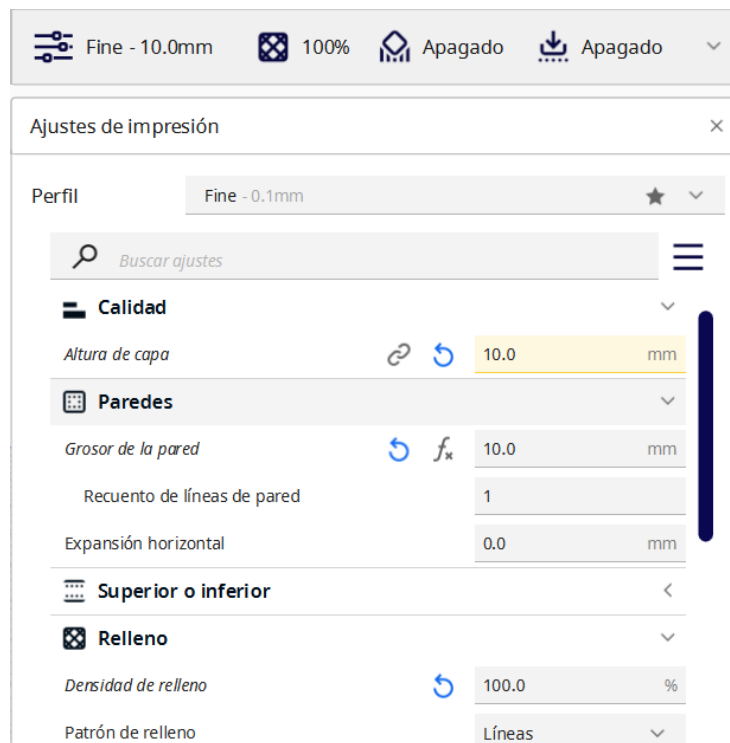 Fine - 10.0mm 100% Apagado Apagado
Ajustes de impresión
Perfil Fine - 0.1mm
Buscar ajustes
Calidad
Altura de capa 10.0 mm
Paredes
Grosor de la pared 10.0 mm
Recuento de líneas de pared 1
Expansión horizontal 0.0 mm
Superior o inferior
Relleno
Densidad de relleno 100.0 %
Patrón de relleno Líneas